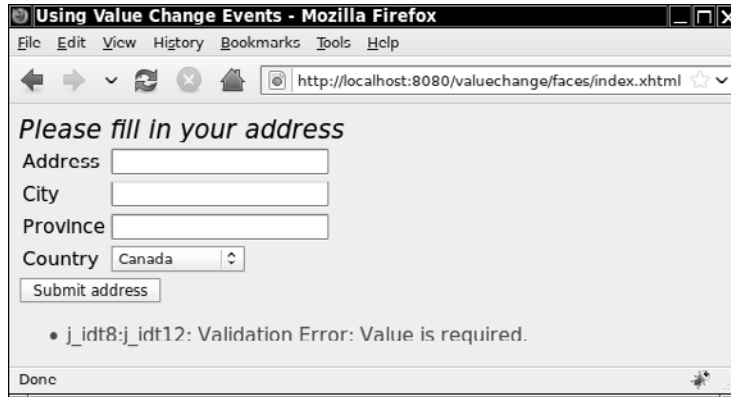 Using Value Change Events - Mozilla Firefox
File Edit View History Bookmarks Tools Help
http://localhost:8080/valuechange/faces/index.xhtml
Please fill in your address
Address
City
Province
Country Canada
Submit address
• j_idt8:j_idt12: Validation Error: Value is required.
Done